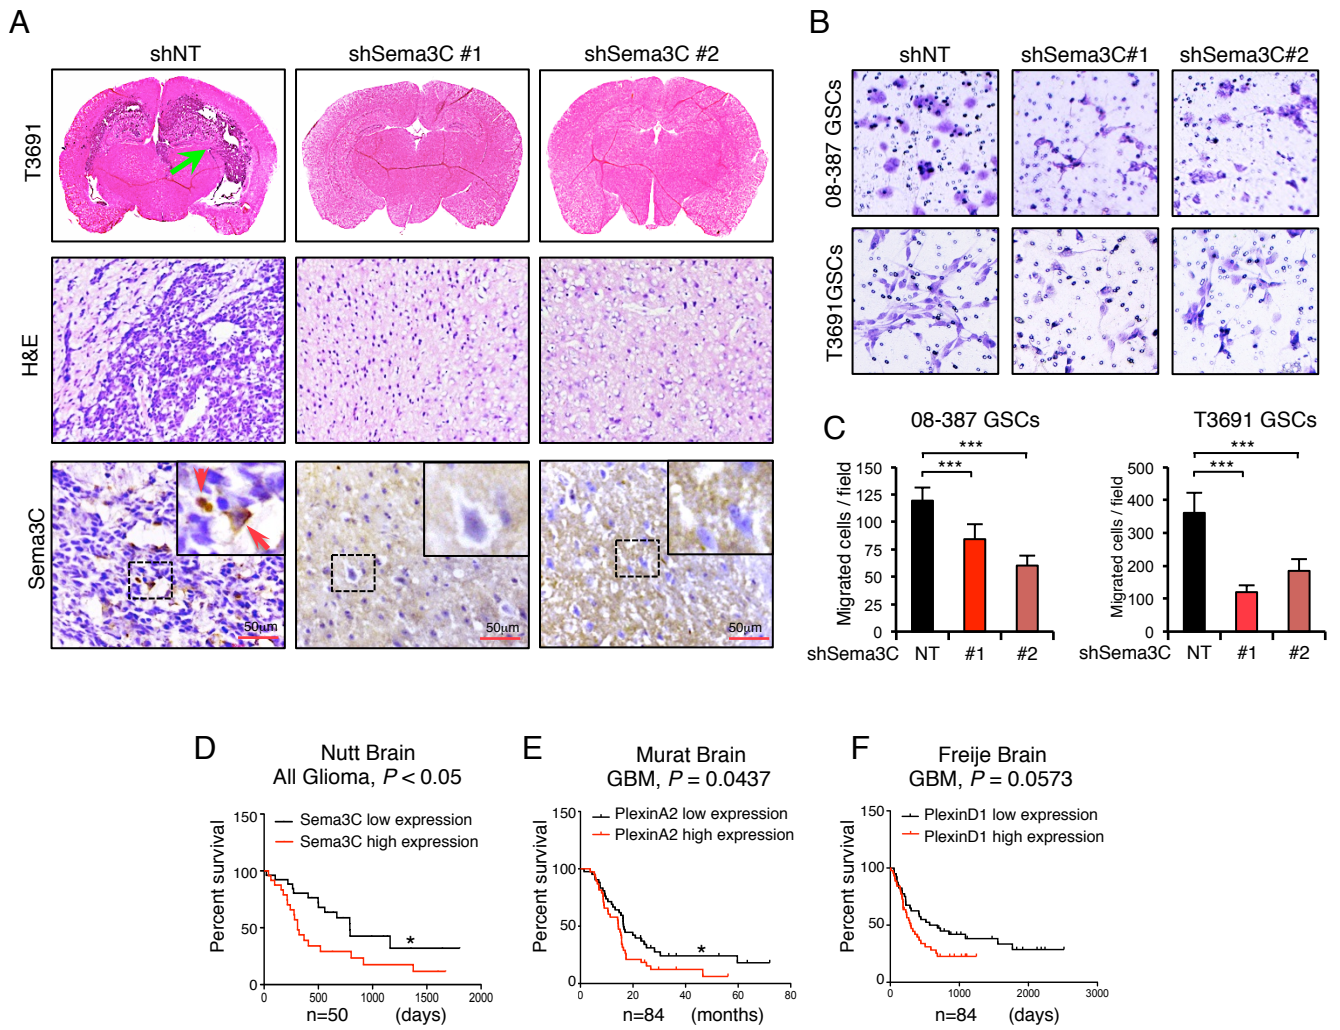 A
shNT
shSema3C #1
shSema3C #2
T3691
H&E
Sema3C
50μm
50μm
50μm
B
shNT
shSema3C#1
shSema3C#2
08-387 GSCs
T3691 GSCs
C
08-387 GSCs
***
***
Migrated cells / field
150
125
100
75
50
25
0
shSema3C NT #1 #2
T3691 GSCs
***
***
Migrated cells / field
500
400
300
200
100
0
shSema3C NT #1 #2
D
Nutt Brain
All Glioma, P < 0.05
Sema3C low expression
Sema3C high expression
Percent survival
150
100
50
0
*
0 500 1000 1500 2000
n=50 (days)
E
Murat Brain
GBM, P = 0.0437
PlexinA2 low expression
PlexinA2 high expression
Percent survival
150
100
50
0
*
0 20 40 60 80
n=84 (months)
F
Freije Brain
GBM, P = 0.0573
PlexinD1 low expression
PlexinD1 high expression
Percent survival
150
100
50
0
0 1000 2000 3000
n=84 (days)